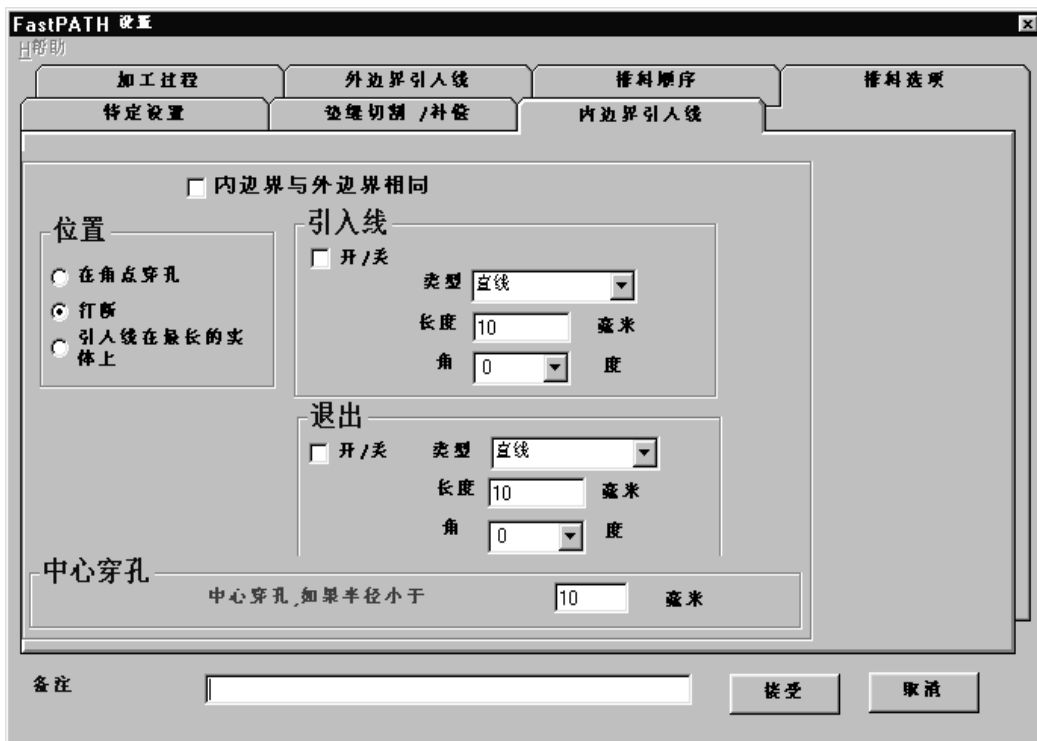 FastPATH 设置
H帮助
加工过程 外边界引入线 排料顺序 排料选项
特定设置 垫缝切割 /补偿 内边界引入线
内边界与外边界相同
位置
在角点穿孔
打断
引入线在最长的实
体上
引入线
开/关
类型 直线
长度 10 毫米
角 0 度
退出
开/关 类型 直线
长度 10 毫米
角 0 度
中心穿孔
中心穿孔,如果半径小于 10 毫米
备注
接受 取消